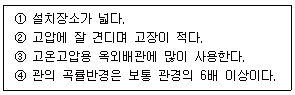 ① 설치장소가 넓다.
② 고압에 잘 견디며 고장이 적다.
③ 고온고압용 옥외배관에 많이 사용한다.
④ 관의 곡률반경은 보통 관경의 6배 이상이다.